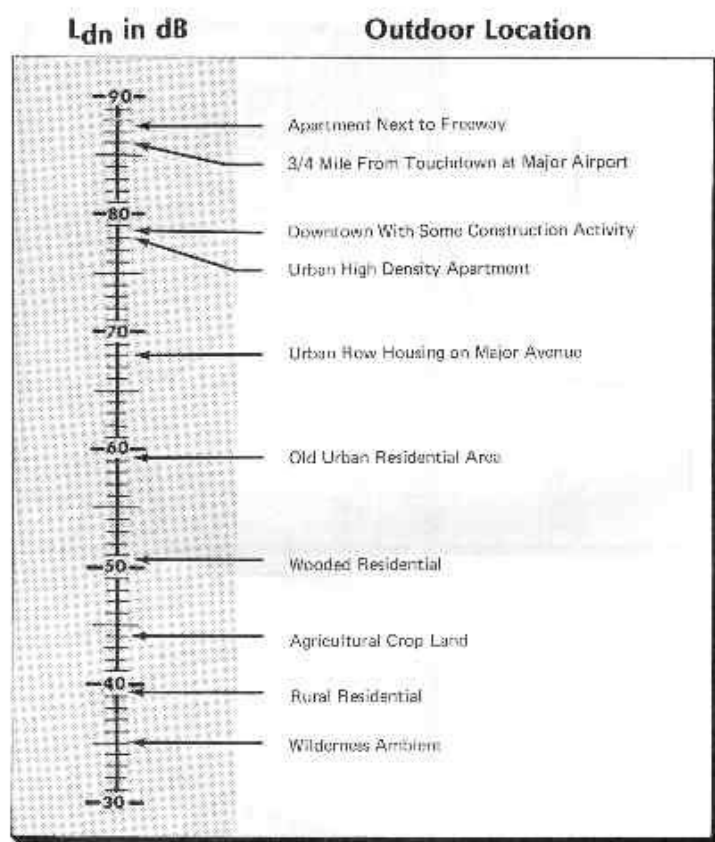 Ldn in dB Outdoor Location
90
Apartment Next to Freeway
3/4 Mile From Touchdown at Major Airport
80
Downtown With Some Construction Activity
Urban High Density Apartment
70
Urban Row Housing on Major Avenue
60
Old Urban Residential Area
50
Wooded Residential
Agricultural Crop Land
40
Rural Residential
Wilderness Ambient
30